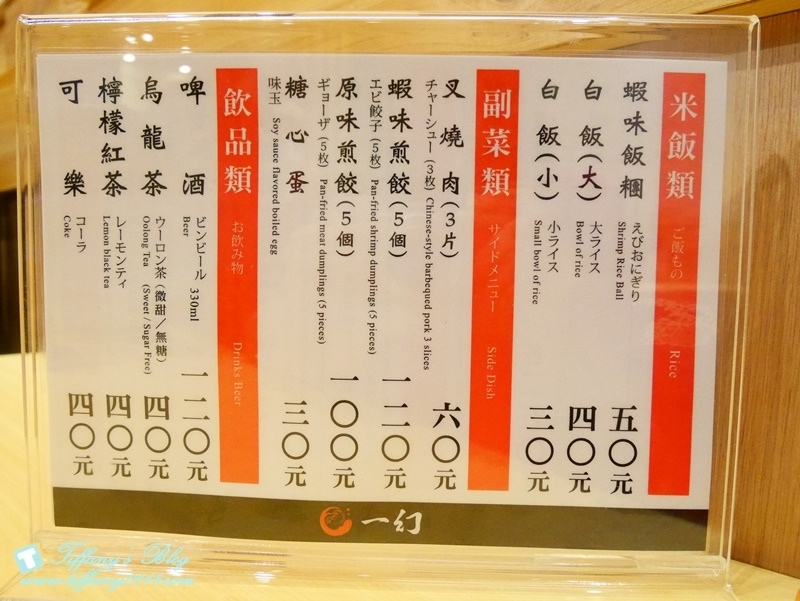 米飯類 ご飯もの Rice
蝦味飯糰 えびおにぎり Shrimp Rice Ball 五〇元
白飯(大) 大ライス Bowl of rice 四〇元
白飯(小) 小ライス Small bowl of rice 三〇元
副菜類 サイドメニュー Side Dish
叉燒肉(3片) チャーシュー(3枚) Chinese-style barbequed pork 3 slices 六〇元
蝦味煎餃(5個) エビ餃子(5枚) Pan-fried shrimp dumplings (5 pieces) 一二〇元
原味煎餃(5個) ギョーザ(5枚) Pan-fried meat dumplings (5 pieces) 一〇〇元
糖心蛋 味玉 Soy sauce flavored boiled egg 三〇元
飲品類 お飲み物 Drinks Beer
啤酒 ビンビール 330ml Beer 一二〇元
烏龍茶 ウーロン茶(微甜/無糖) Oolong Tea (Sweet / Sugar Free) 四〇元
檸檬紅茶 レーモンティ Lemon black tea 四〇元
可樂 コーラ Coke 四〇元
一幻
T Tiffany's Blog